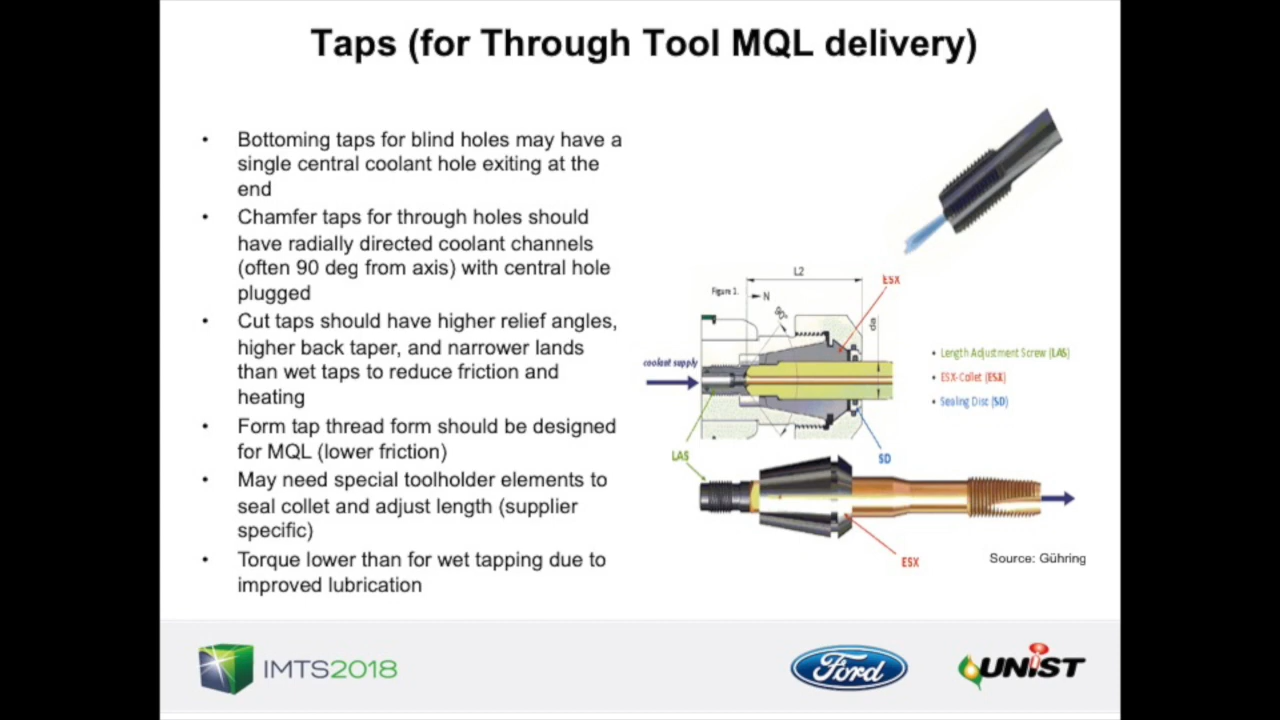 Taps (for Through Tool MQL delivery)
• Bottoming taps for blind holes may have a
single central coolant hole exiting at the
end
• Chamfer taps for through holes should
have radially directed coolant channels
(often 90 deg from axis) with central hole
plugged
• Cut taps should have higher relief angles,
higher back taper, and narrower lands
than wet taps to reduce friction and
heating
• Form tap thread form should be designed
for MQL (lower friction)
• May need special toolholder elements to
seal collet and adjust length (supplier
specific)
• Torque lower than for wet tapping due to
improved lubrication
L2
ESX
Figure 1.
N
90°
da
coolant supply
• Length Adjustment Screw (LAS)
• ESX-Collet (ESX)
• Sealing Disc (SD)
LAS
SD
ESX
Source: Gühring
IMTS2018
Ford
UNiST